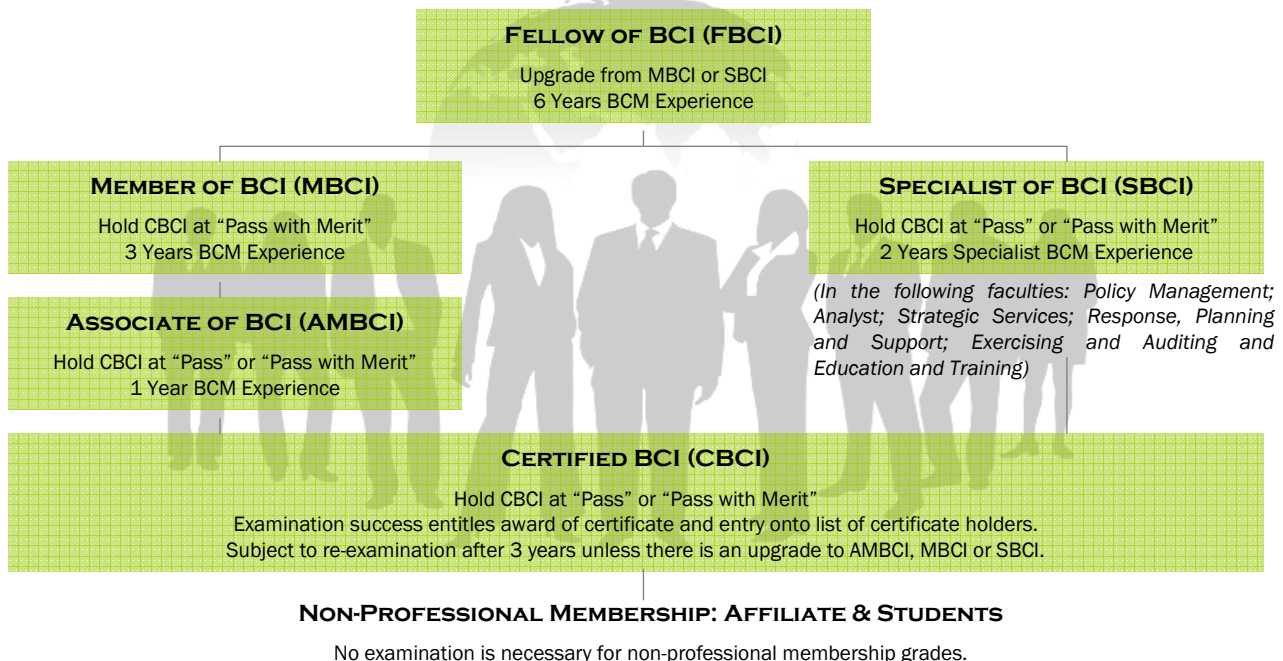 FELLOW OF BCI (FBCI)
Upgrade from MBCI or SBCI
6 Years BCM Experience
MEMBER OF BCI (MBCI)
Hold CBCI at “Pass with Merit”
3 Years BCM Experience
SPECIALIST OF BCI (SBCI)
Hold CBCI at “Pass” or “Pass with Merit”
2 Years Specialist BCM Experience
(In the following faculties: Policy Management;
Analyst; Strategic Services; Response, Planning
and Support; Exercising and Auditing and
Education and Training)
ASSOCIATE OF BCI (AMBCI)
Hold CBCI at “Pass” or “Pass with Merit”
1 Year BCM Experience
CERTIFIED BCI (CBCI)
Hold CBCI at “Pass” or “Pass with Merit”
Examination success entitles award of certificate and entry onto list of certificate holders.
Subject to re-examination after 3 years unless there is an upgrade to AMBCI, MBCI or SBCI.
NON-PROFESSIONAL MEMBERSHIP: AFFILIATE & STUDENTS
No examination is necessary for non-professional membership grades.